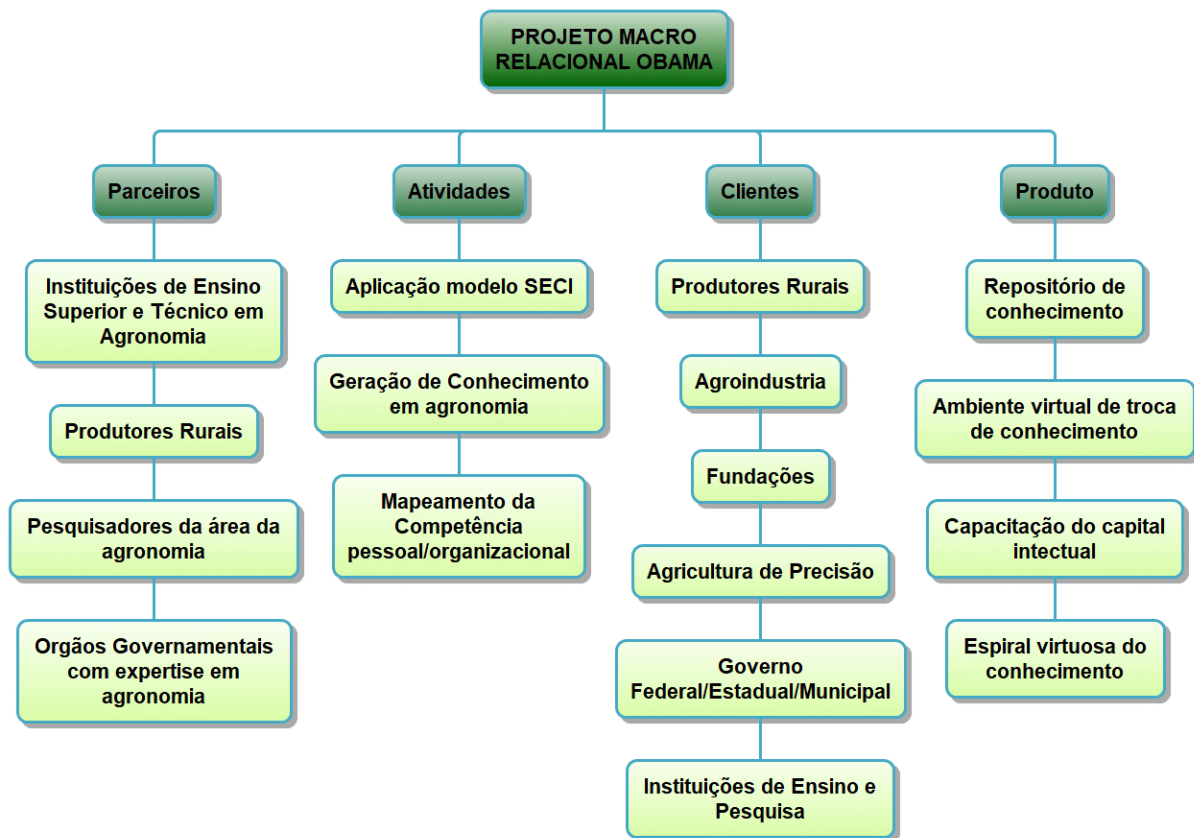 PROJETO MACRO
RELACIONAL OBAMA
Parceiros
Instituições de Ensino
Superior e Técnico em
Agronomia
Produtores Rurais
Pesquisadores da área da
agronomia
Orgãos Governamentais
com expertise em
agronomia
Atividades
Aplicação modelo SECI
Geração de Conhecimento
em agronomia
Mapeamento da
Competência
pessoal/organizacional
Clientes
Produtores Rurais
Agroindustria
Fundações
Agricultura de Precisão
Governo
Federal/Estadual/Municipal
Instituições de Ensino e
Pesquisa
Produto
Repositório de
conhecimento
Ambiente virtual de troca
de conhecimento
Capacitação do capital
intectual
Espiral virtuosa do
conhecimento